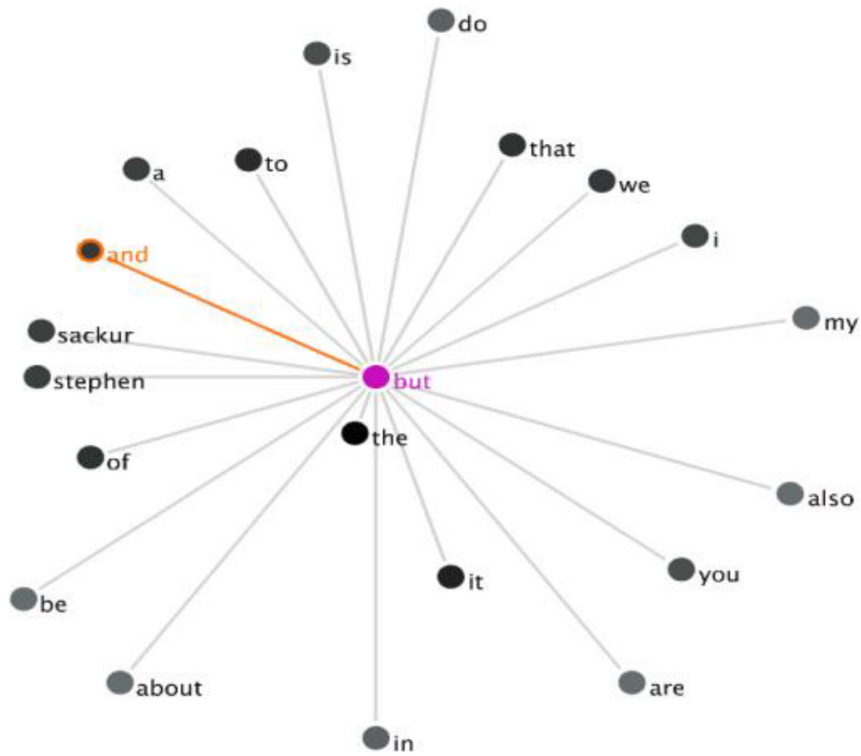 do
is
that
to
a
we
i
and
my
sackur
stephen
but
the
of
also
you
it
be
about
are
in